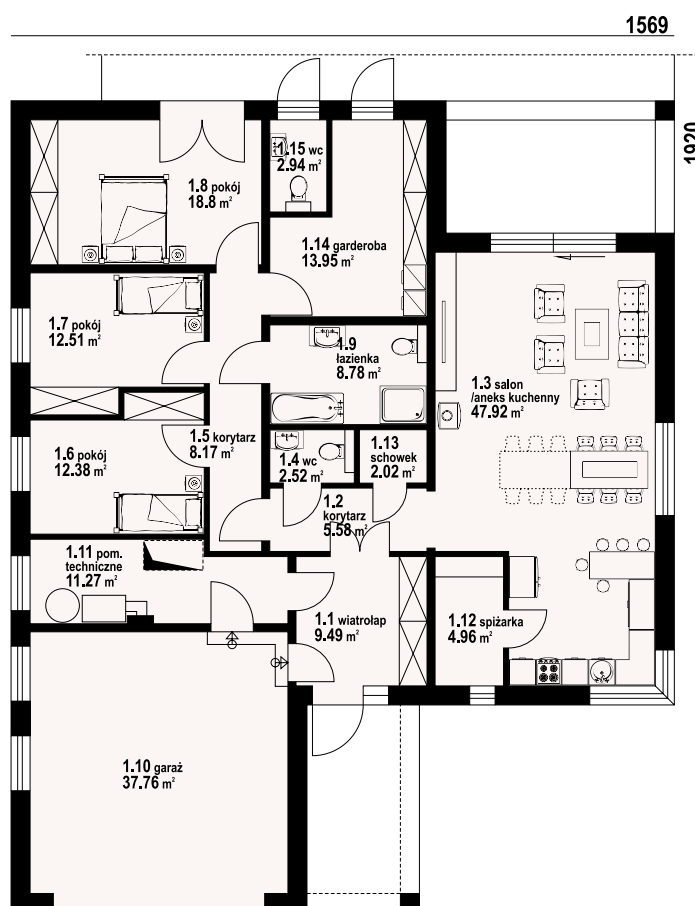 1569
1920
1.15 wc
2.94 m²
1.8 pokój
18.8 m²
1.14 garderoba
13.95 m²
1.7 pokój
12.51 m²
1.9
łazienka
8.78 m²
1.3 salon
/aneks kuchenny
47.92 m²
1.5 korytarz
8.17 m²
1.6 pokój
12.38 m²
1.4 wc
2.52 m²
1.13
schowek
2.02 m²
1.2
korytarz
5.58 m²
1.11 pom.
techniczne
11.27 m²
1.1 wiatrołap
9.49 m²
1.12 spiżarka
4.96 m²
1.10 garaż
37.76 m²